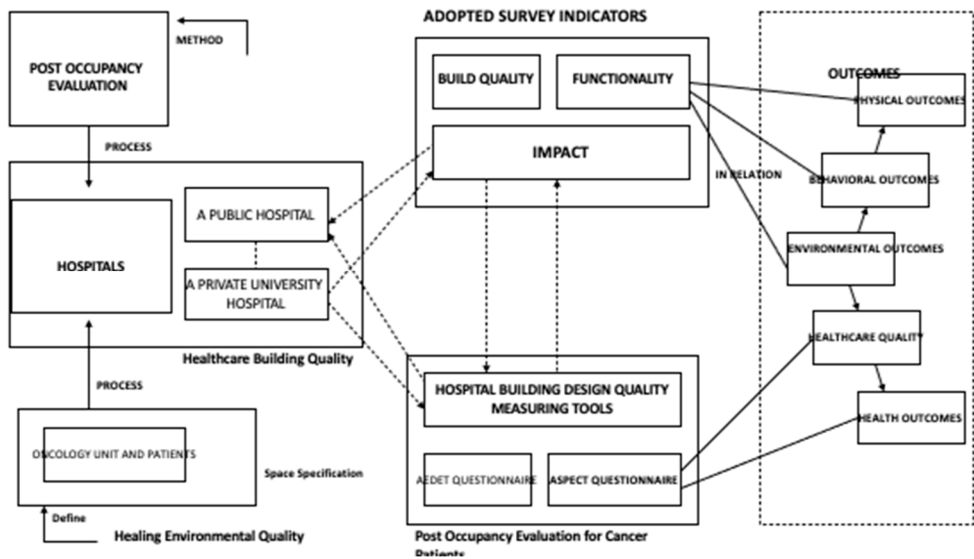 ADOPTED SURVEY INDICATORS
METHOD
POST OCCUPANCY
EVALUATION
BUILD QUALITY
FUNCTIONALITY
OUTCOMES
PHYSICAL OUTCOMES
PROCESS
IMPACT
IN RELATION
BEHAVIORAL OUTCOMES
A PUBLIC HOSPITAL
HOSPITALS
A PRIVATE UNIVERSITY
HOSPITAL
ENVIRONMENTAL OUTCOMES
Healthcare Building Quality
HEALTHCARE QUALITY
PROCESS
HOSPITAL BUILDING DESIGN QUALITY
MEASURING TOOLS
HEALTH OUTCOMES
ONCOLOGY UNIT AND PATIENTS
Space Specification
AEDET QUESTIONNAIRE
ASPECT QUESTIONNAIRE
Define
Healing Environmental Quality
Post Occupancy Evaluation for Cancer
Patients